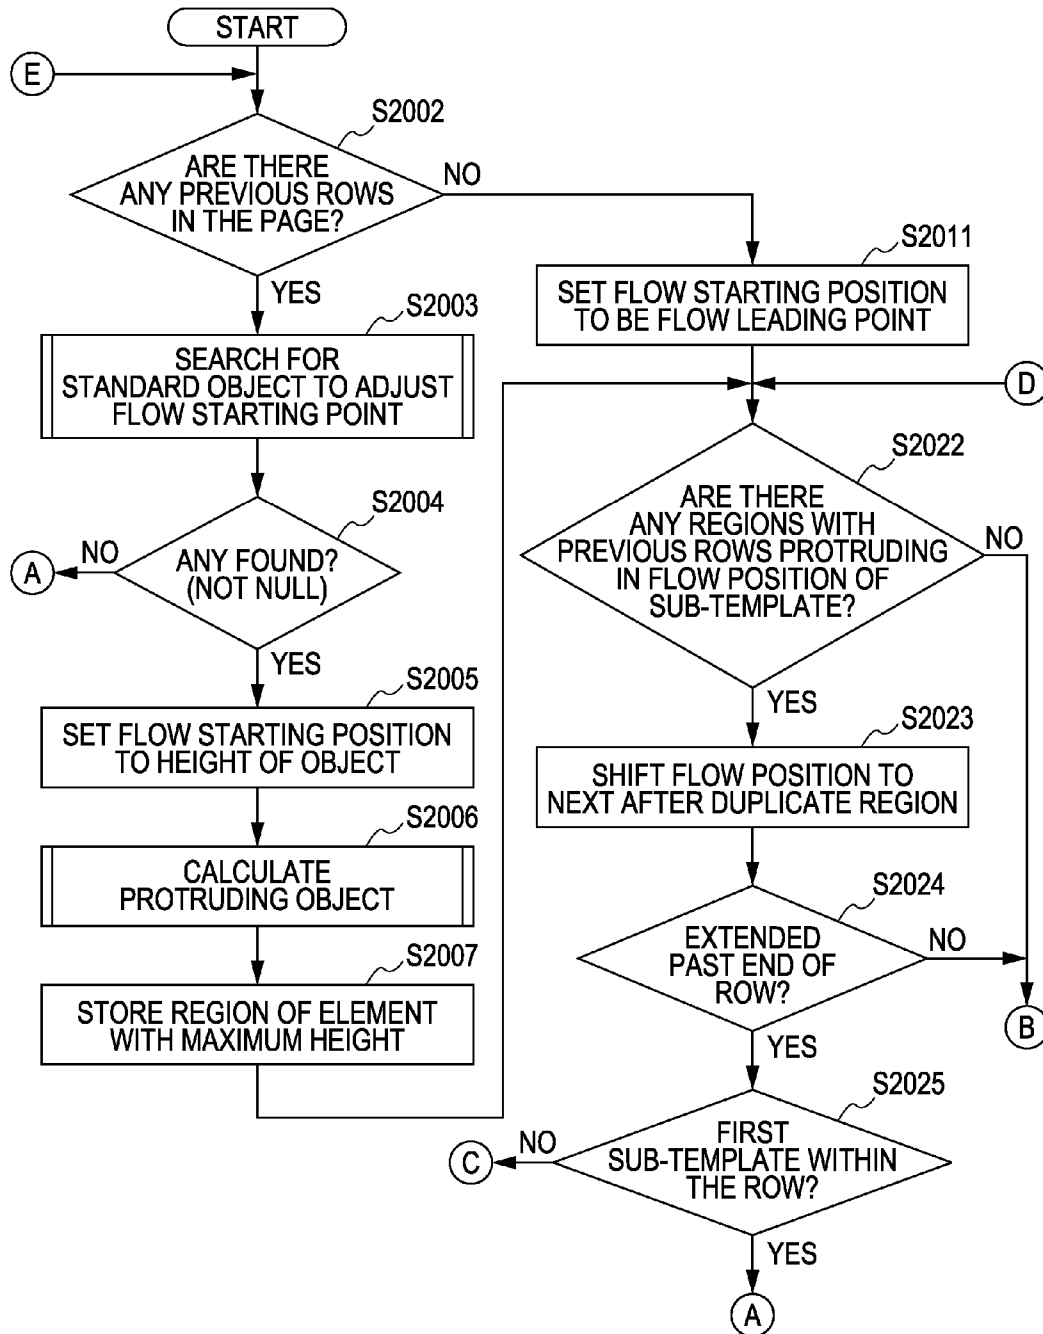 START
E
S2002
ARE THERE
ANY PREVIOUS ROWS
IN THE PAGE?
NO
YES
S2003
SEARCH FOR
STANDARD OBJECT TO ADJUST
FLOW STARTING POINT
S2004
ANY FOUND?
(NOT NULL)
NO
A
YES
S2005
SET FLOW STARTING POSITION
TO HEIGHT OF OBJECT
S2006
CALCULATE
PROTRUDING OBJECT
S2007
STORE REGION OF ELEMENT
WITH MAXIMUM HEIGHT
S2011
SET FLOW STARTING POSITION
TO BE FLOW LEADING POINT
D
S2022
ARE THERE
ANY REGIONS WITH
PREVIOUS ROWS PROTRUDING
IN FLOW POSITION OF
SUB-TEMPLATE?
NO
YES
S2023
SHIFT FLOW POSITION TO
NEXT AFTER DUPLICATE REGION
S2024
EXTENDED
PAST END OF
ROW?
NO
B
YES
S2025
FIRST
SUB-TEMPLATE WITHIN
THE ROW?
NO
C
YES
A